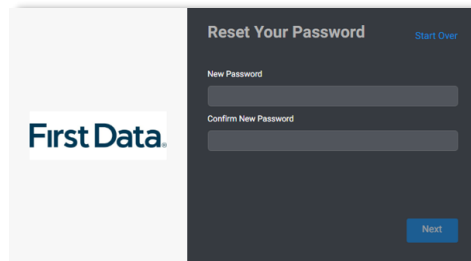 Reset Your Password
Start Over
New Password
Confirm New Password
First Data.
Next